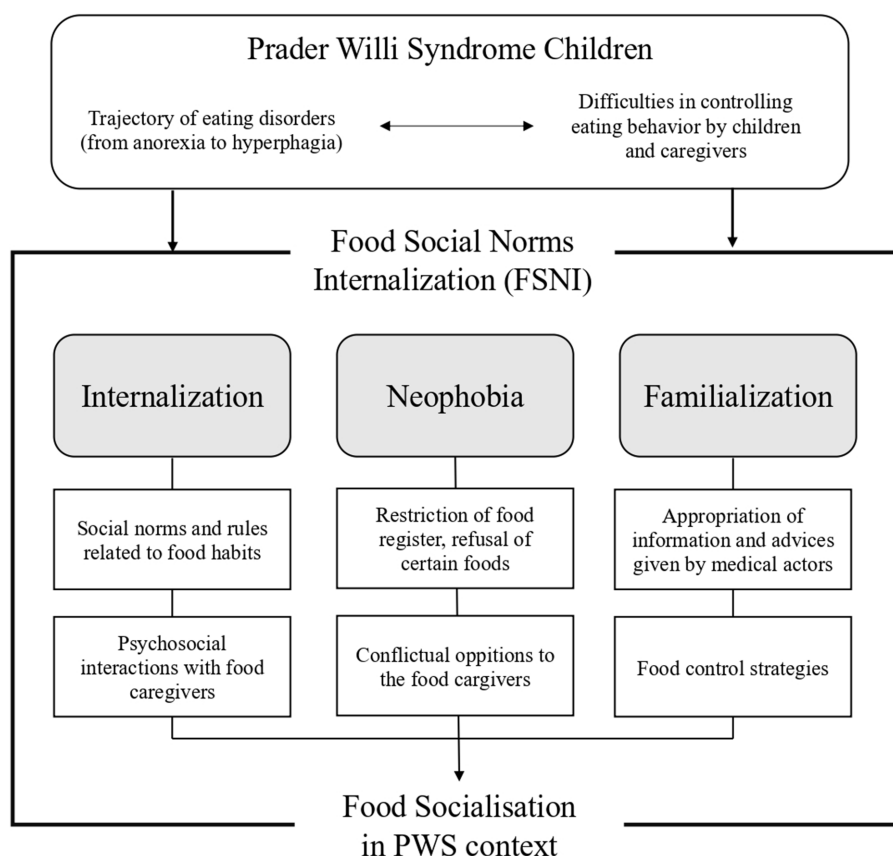 Prader Willi Syndrome Children
Trajectory of eating disorders
(from anorexia to hyperphagia)
Difficulties in controlling
eating behavior by children
and caregivers
Food Social Norms
Internalization (FSNI)
Internalization
Neophobia
Familialization
Social norms and rules
related to food habits
Restriction of food
register, refusal of
certain foods
Appropriation of
information and advices
given by medical actors
Psychosocial
interactions with food
caregivers
Conflictual oppitions to
the food cargivers
Food control strategies
Food Socialisation
in PWS context